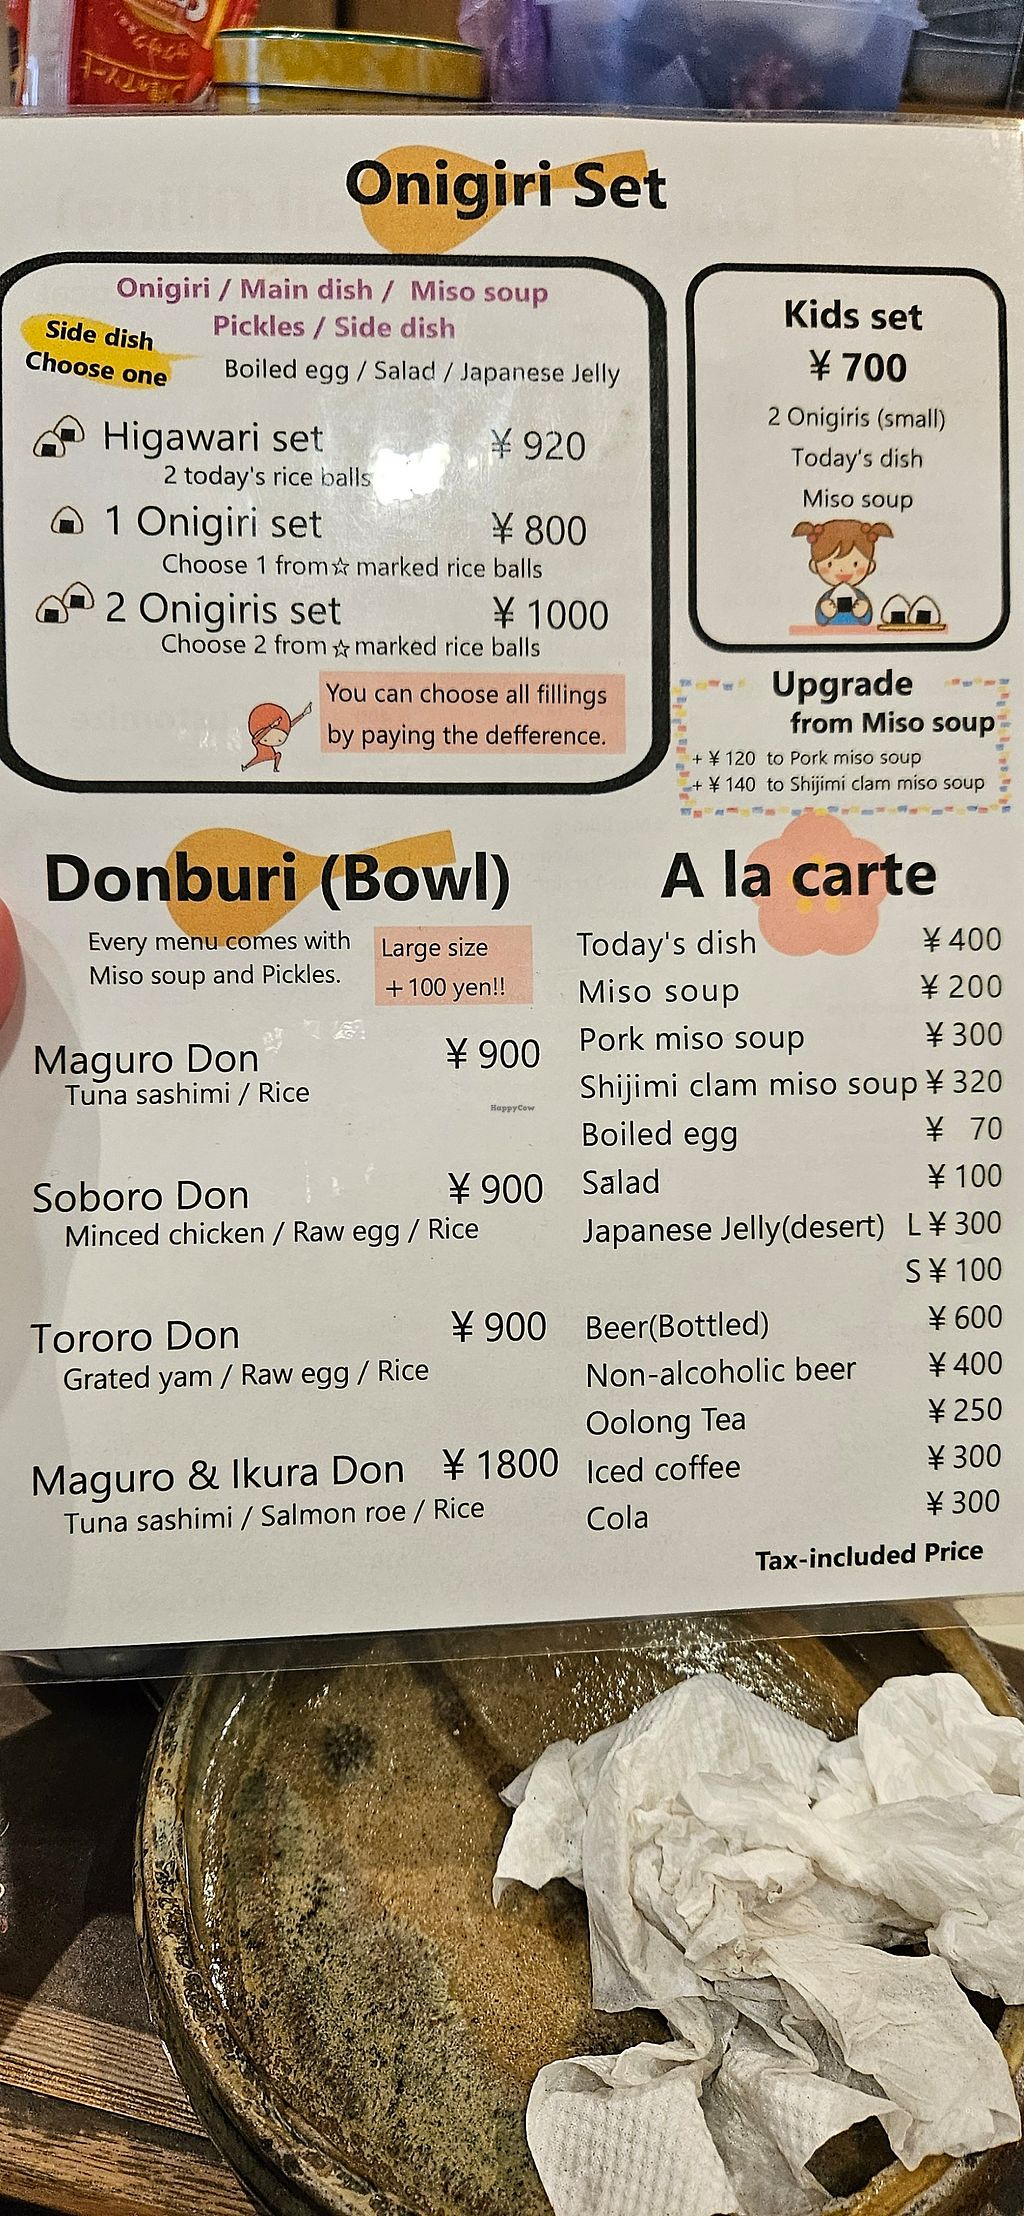 Onigiri Set
Onigiri / Main dish / Miso soup
Pickles / Side dish
Side dish
Choose one
Boiled egg / Salad / Japanese Jelly
Higawari set ¥ 920
2 today's rice balls
1 Onigiri set ¥ 800
Choose 1 from☆ marked rice balls
2 Onigiris set ¥ 1000
Choose 2 from ☆ marked rice balls
You can choose all fillings
by paying the defference.
Kids set
¥ 700
2 Onigiris (small)
Today's dish
Miso soup
Upgrade
from Miso soup
+ ¥ 120 to Pork miso soup
+ ¥ 140 to Shijimi clam miso soup
Donburi (Bowl)
Every menu comes with
Miso soup and Pickles.
Large size
+ 100 yen!!
Maguro Don ¥ 900
Tuna sashimi / Rice
Soboro Don ¥ 900
Minced chicken / Raw egg / Rice
Tororo Don ¥ 900
Grated yam / Raw egg / Rice
Maguro & Ikura Don ¥ 1800
Tuna sashimi / Salmon roe / Rice
A la carte
Today's dish ¥ 400
Miso soup ¥ 200
Pork miso soup ¥ 300
Shijimi clam miso soup ¥ 320
Boiled egg ¥ 70
Salad ¥ 100
Japanese Jelly(desert) L ¥ 300
S ¥ 100
Beer(Bottled) ¥ 600
Non-alcoholic beer ¥ 400
Oolong Tea ¥ 250
Iced coffee ¥ 300
Cola ¥ 300
Tax-included Price
HappyCow